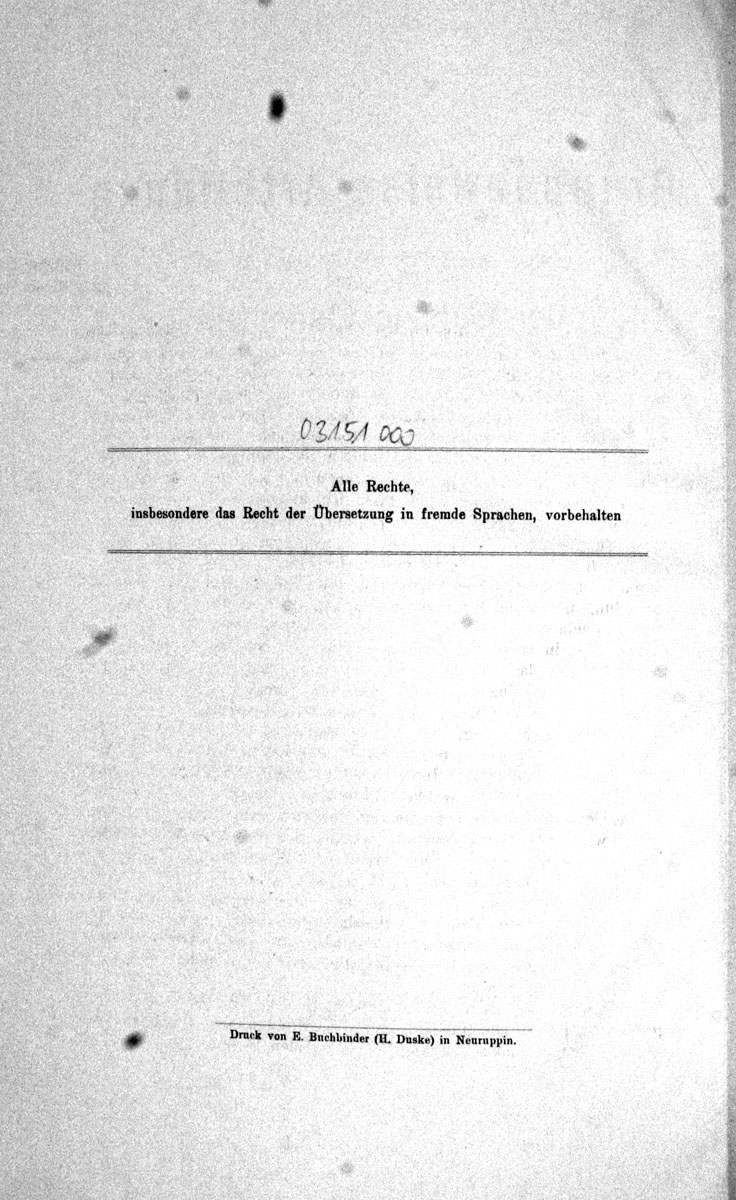 03151 000
Alle Rechte,
insbesondere das Recht der Übersetzung in fremde Sprachen, vorbehalten
Druck von E. Buchbinder (H. Duske) in Neuruppin.